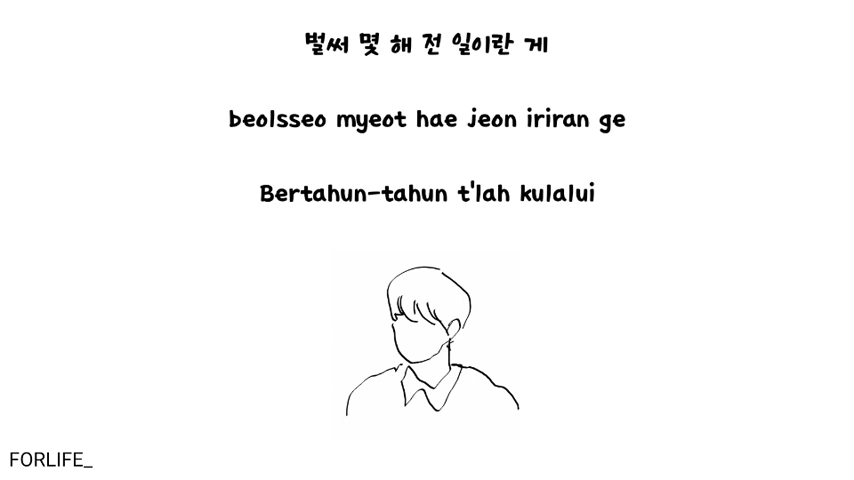 벌써 몇 해 전 일이란 게
beolsseo myeot hae jeon iriran ge
Bertahun-tahun t'lah kulalui
FORLIFE_